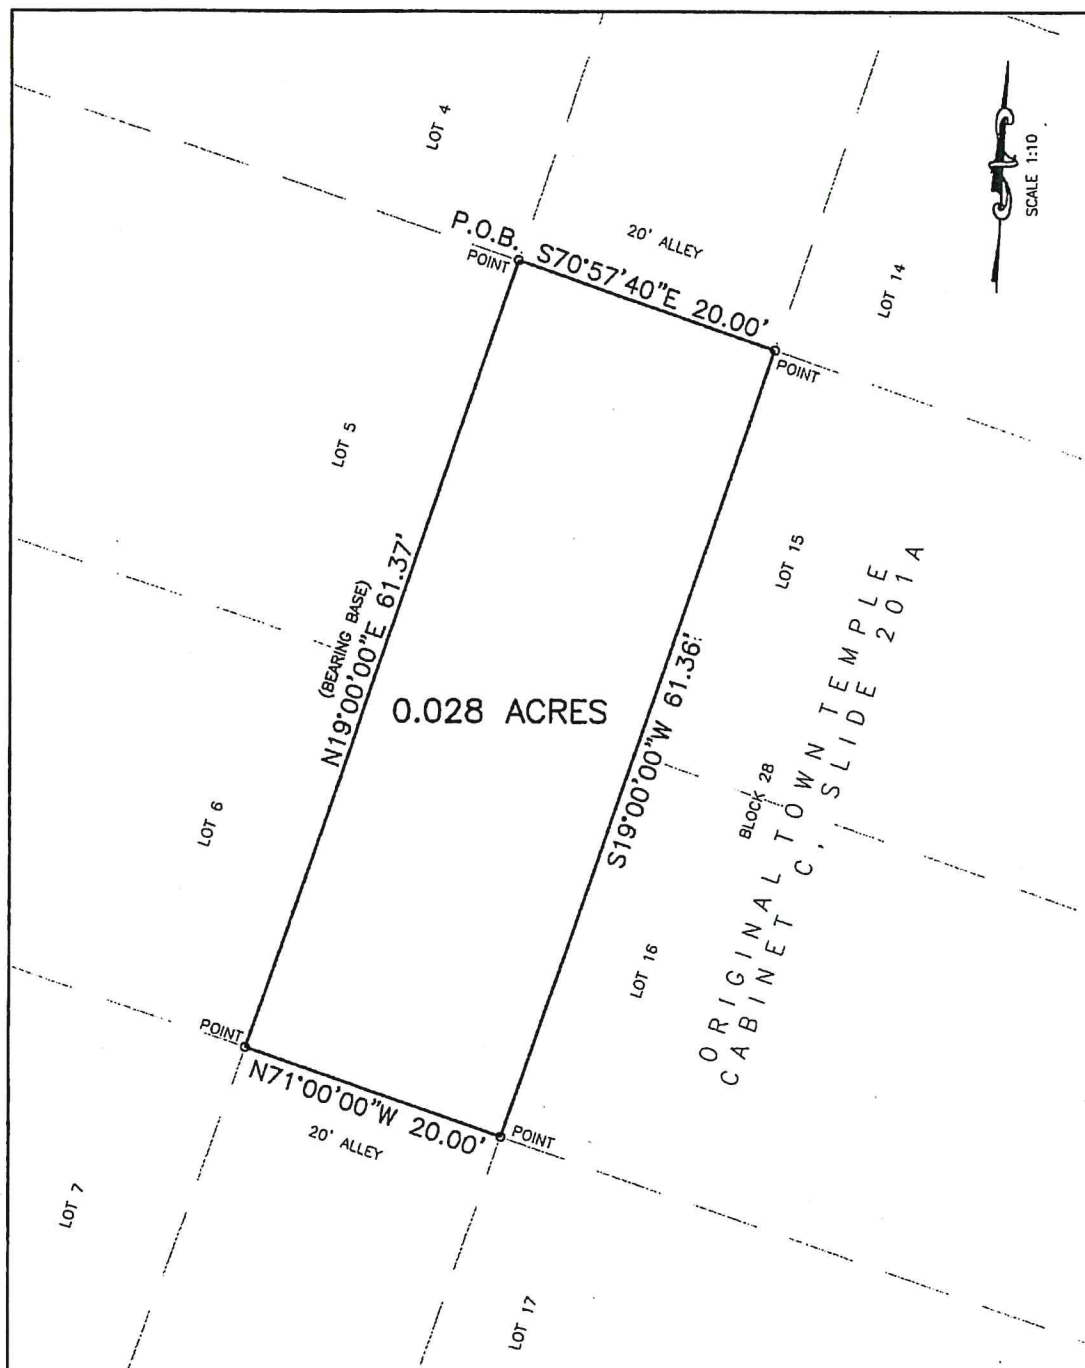 LOT 4
P.O.B.
POINT
20' ALLEY
S70°57'40"E 20.00'
POINT
LOT 14
SCALE 1:10
LOT 5
(BEARING BASE)
N19°00'00"E 61.37'
0.028 ACRES
S19°00'00"W 61.36'
LOT 15
LOT 6
BLOCK 28
ORIGINAL TOWN TEMPLE
CABINET C, SLIDE 201A
LOT 16
POINT
N71°00'00"W 20.00'
20' ALLEY
POINT
LOT 7
LOT 17